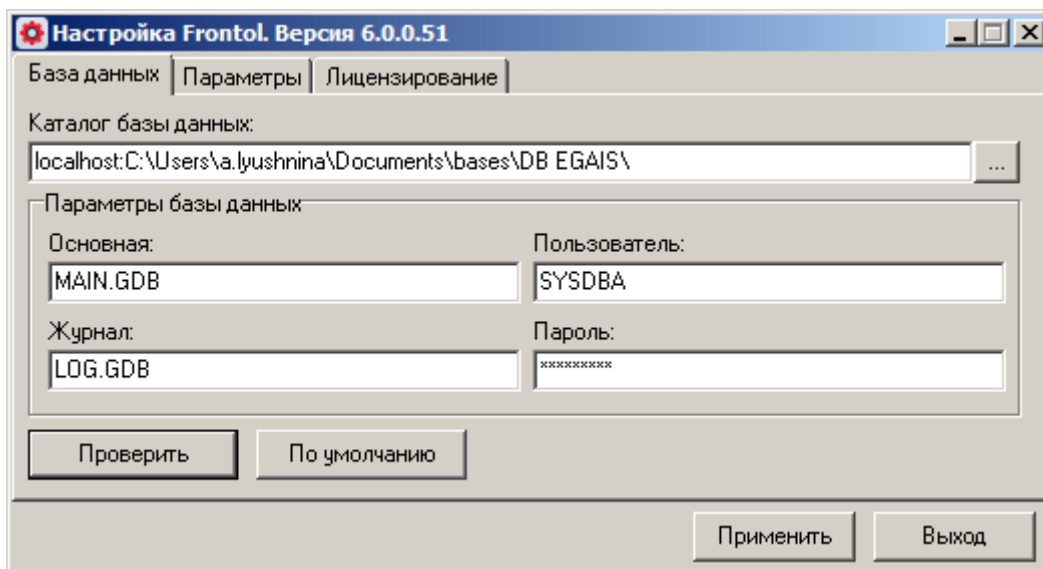 Настройка Frontol. Версия 6.0.0.51
База данных Параметры Лицензирование
Каталог базы данных:
localhost:C:\Users\a.lyushnina\Documents\bases\DB EGAIS\ ...
Параметры базы данных
Основная: Пользователь:
MAIN.GDB SYSDBA
Журнал: Пароль:
LOG.GDB *********
Проверить По умолчанию
Применить Выход